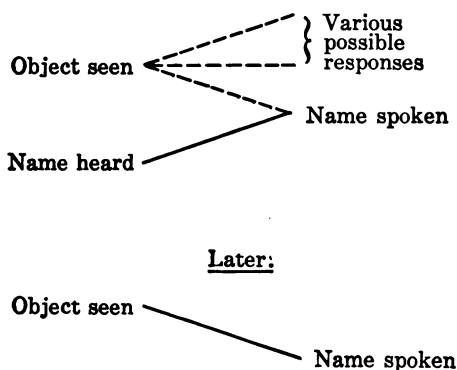 Various
possible
responses
Object seen
Name spoken
Name heard
Later:
Object seen
Name spoken